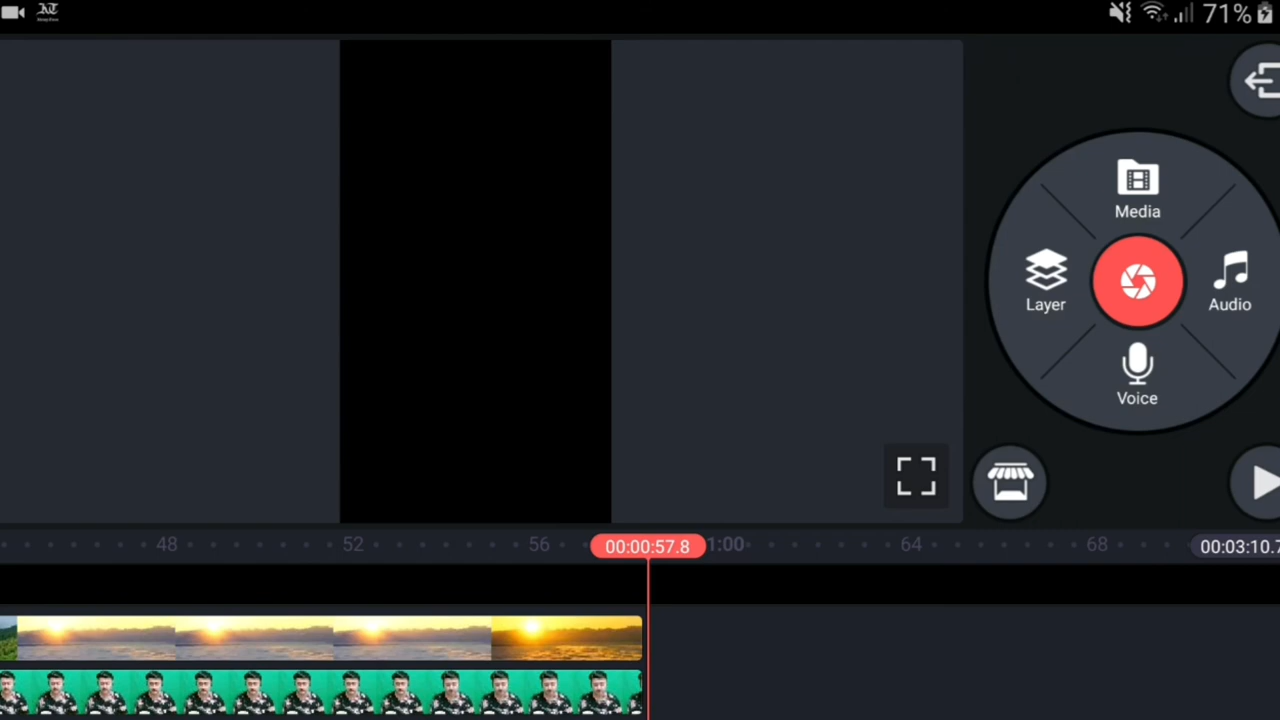 71%
Media
Layer
Audio
Voice
48
52
56
00:00:57.8
1:00
64
68
00:03:10.7